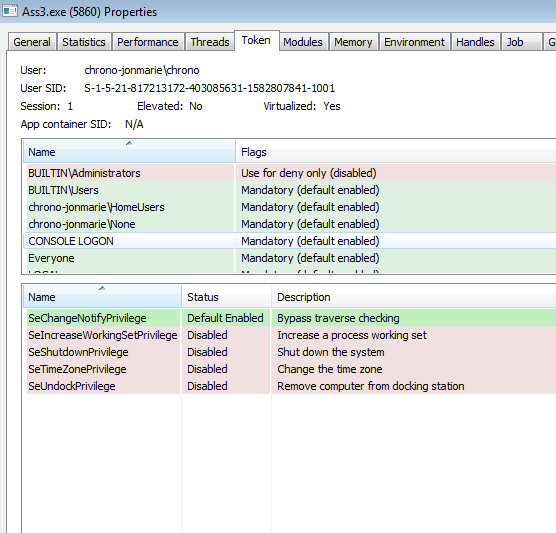 Ass3.exe (5860) Properties
General Statistics Performance Threads Token Modules Memory Environment Handles Job G
User: chrono-jonmarie\chrono
User SID: S-1-5-21-817213172-403085631-1582807841-1001
Session: 1 Elevated: No Virtualized: Yes
App container SID: N/A
Name Flags
BUILTIN\Administrators Use for deny only (disabled)
BUILTIN\Users Mandatory (default enabled)
chrono-jonmarie\HomeUsers Mandatory (default enabled)
chrono-jonmarie\None Mandatory (default enabled)
CONSOLE LOGON Mandatory (default enabled)
Everyone Mandatory (default enabled)
LOCAL Mandatory (default enabled)
Name Status Description
SeChangeNotifyPrivilege Default Enabled Bypass traverse checking
SeIncreaseWorkingSetPrivilege Disabled Increase a process working set
SeShutdownPrivilege Disabled Shut down the system
SeTimeZonePrivilege Disabled Change the time zone
SeUndockPrivilege Disabled Remove computer from docking station